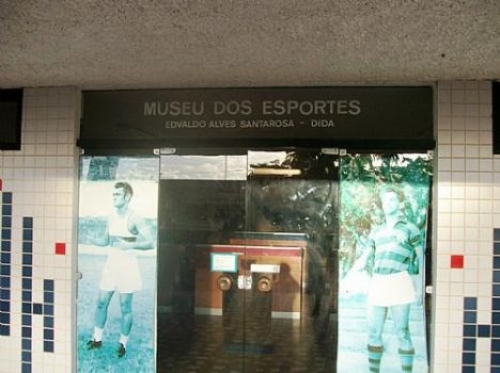 MUSEU DOS ESPORTES
EDVALDO ALVES SANTAROSA - DIDA